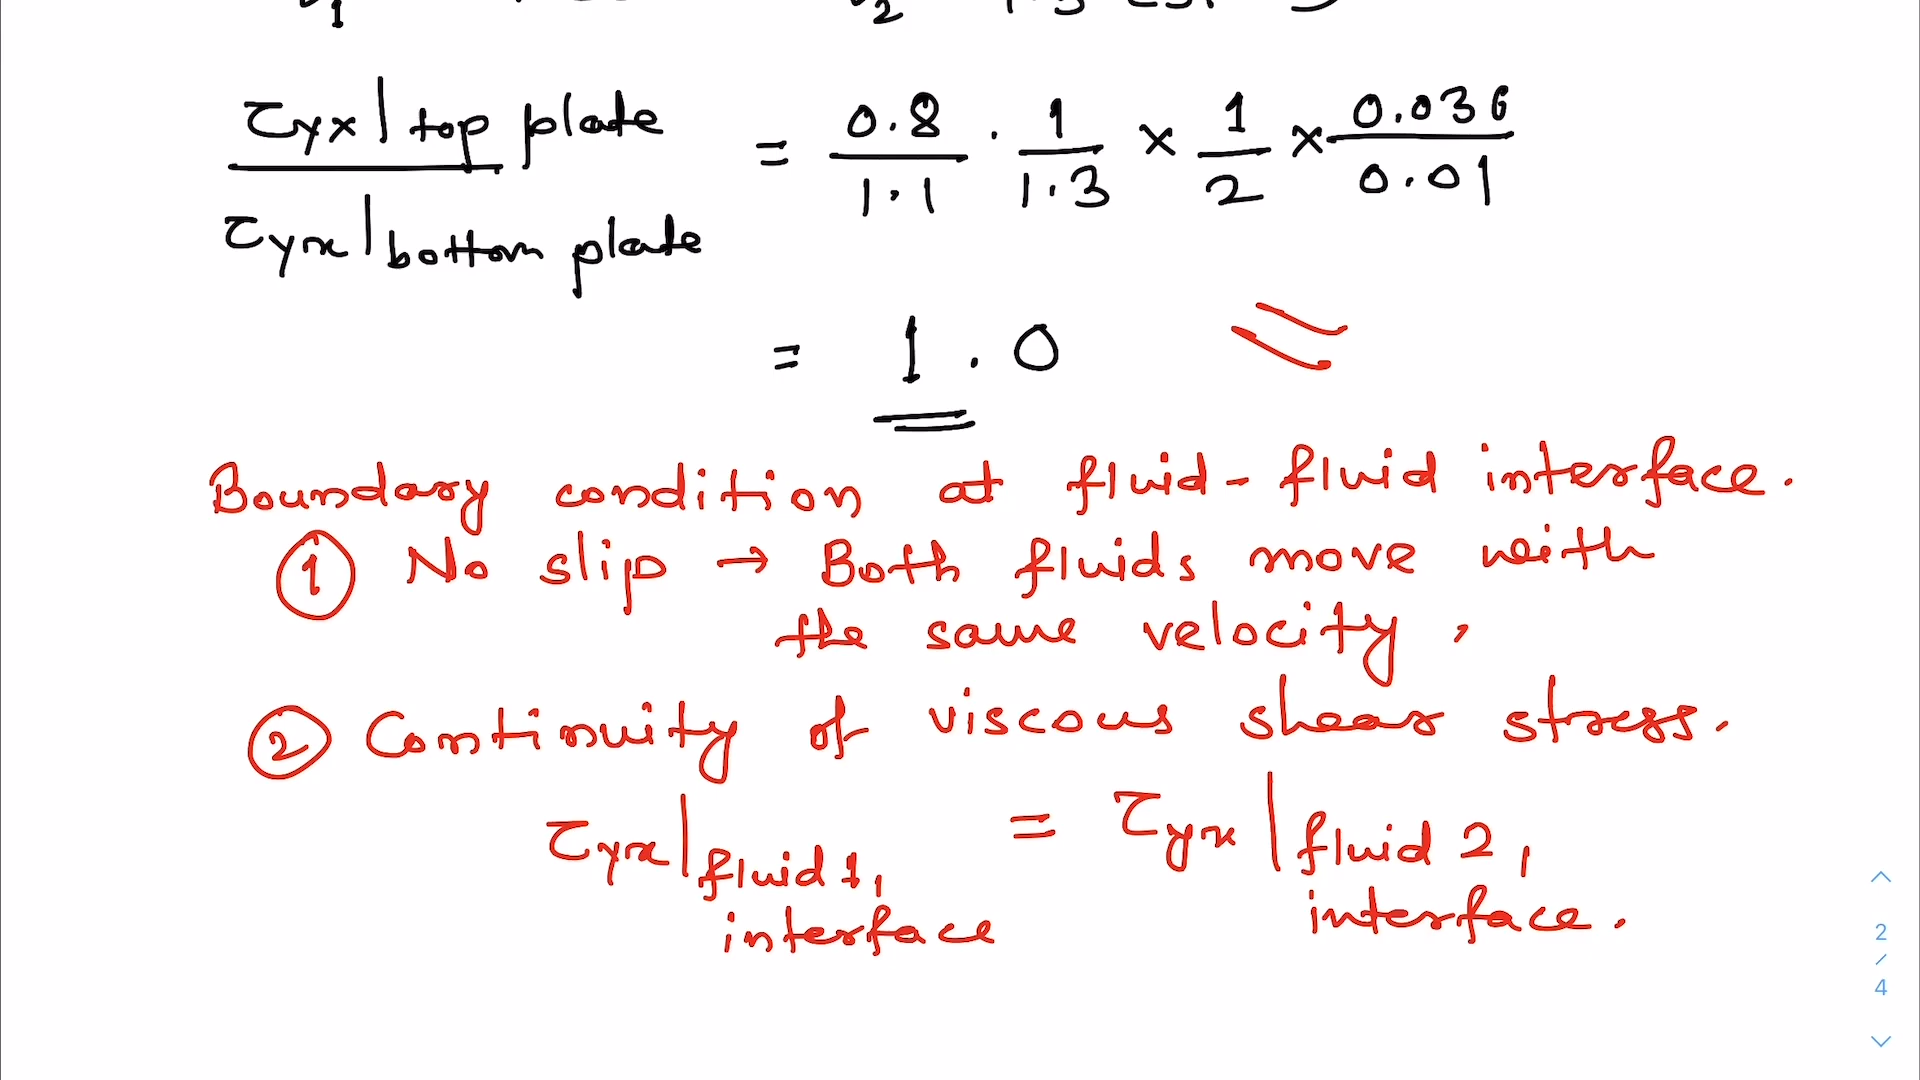 τyx| top plate / τyx| bottom plate = 0.8/1.1 . 1/1.3 × 1/2 × 0.036/0.01
= 1.0
Boundary condition at fluid-fluid interface.
① No slip → Both fluids move with
the same velocity.
② Continuity of viscous shear stress.
τyx| fluid 1, interface = τyx| fluid 2, interface.
2
/
4